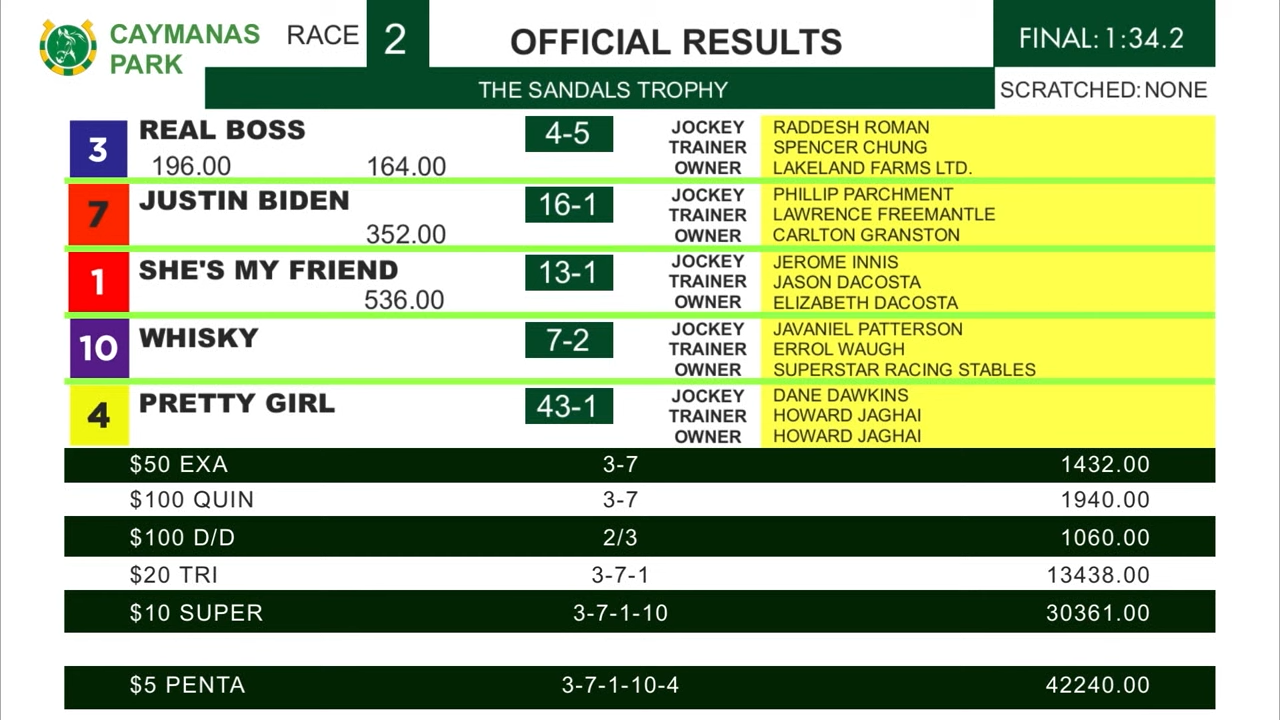 CAYMANAS PARK
RACE 2
OFFICIAL RESULTS
FINAL: 1:34.2
THE SANDALS TROPHY
SCRATCHED: NONE
3 REAL BOSS 4-5 JOCKEY RADDESH ROMAN
TRAINER SPENCER CHUNG
196.00 164.00 OWNER LAKELAND FARMS LTD.
7 JUSTIN BIDEN 16-1 JOCKEY PHILLIP PARCHMENT
TRAINER LAWRENCE FREEMANTLE
352.00 OWNER CARLTON GRANSTON
1 SHE'S MY FRIEND 13-1 JOCKEY JEROME INNIS
TRAINER JASON DACOSTA
536.00 OWNER ELIZABETH DACOSTA
10 WHISKY 7-2 JOCKEY JAVANIEL PATTERSON
TRAINER ERROL WAUGH
OWNER SUPERSTAR RACING STABLES
4 PRETTY GIRL 43-1 JOCKEY DANE DAWKINS
TRAINER HOWARD JAGHAI
OWNER HOWARD JAGHAI
$50 EXA 3-7 1432.00
$100 QUIN 3-7 1940.00
$100 D/D 2/3 1060.00
$20 TRI 3-7-1 13438.00
$10 SUPER 3-7-1-10 30361.00
$5 PENTA 3-7-1-10-4 42240.00